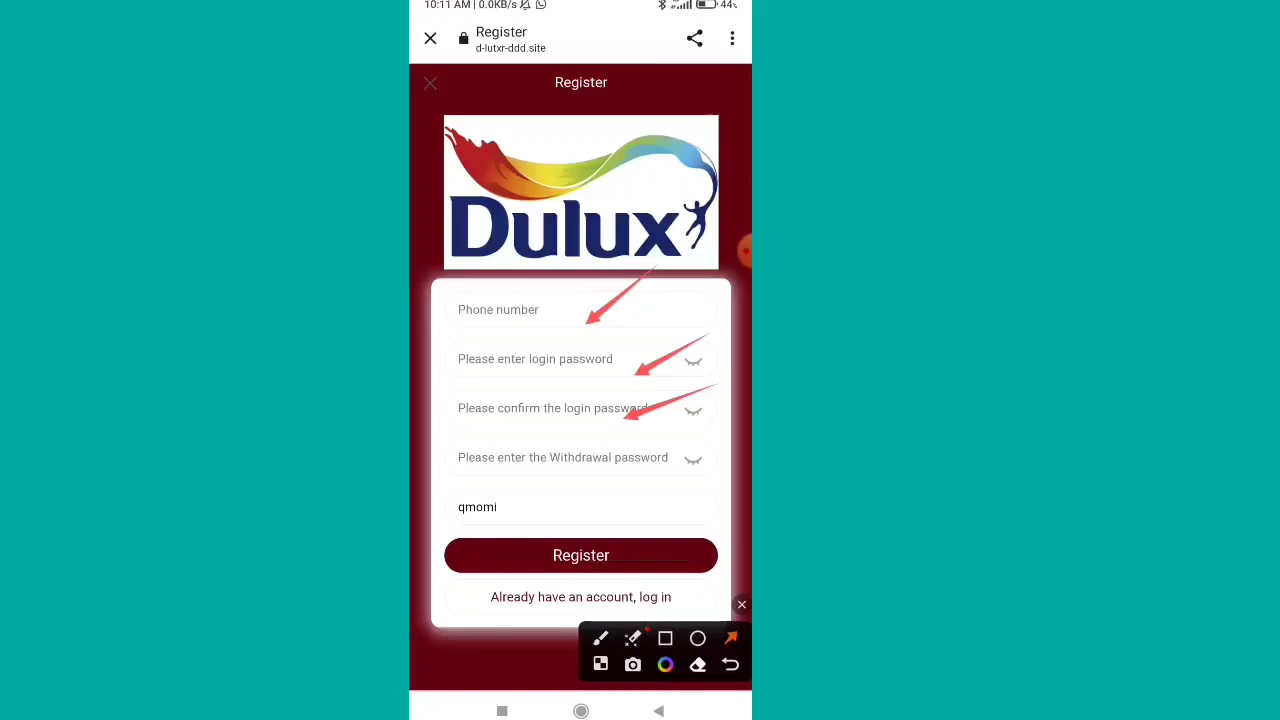 10:11 AM | 0.0KB/s
44%
Register
d-lutxr-ddd.site
Register
Dulux
Phone number
Please enter login password
Please confirm the login password
Please enter the Withdrawal password
qmomi
Register
Already have an account, log in